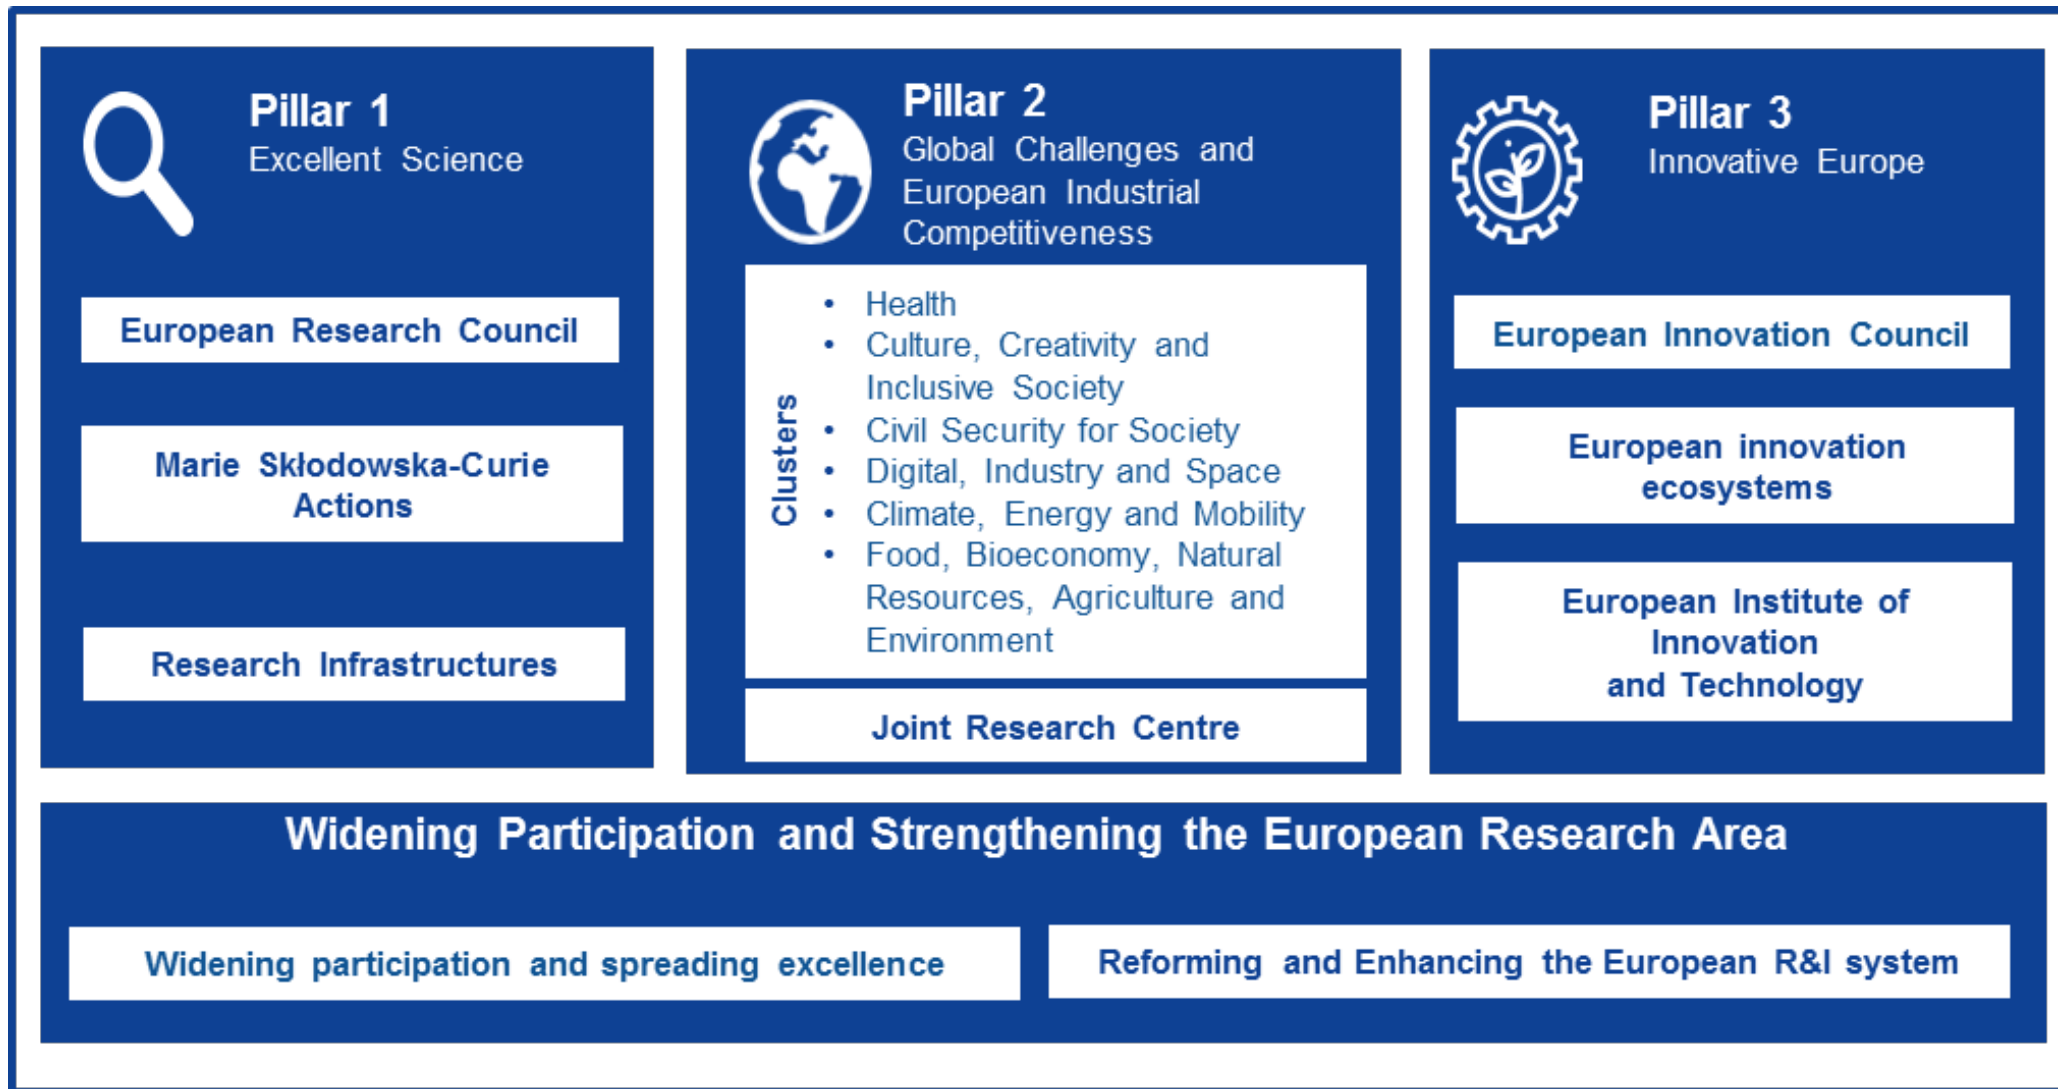 Pillar 1
Excellent Science
European Research Council
Marie Skłodowska-Curie
Actions
Research Infrastructures
Pillar 2
Global Challenges and
European Industrial
Competitiveness
Clusters
• Health
• Culture, Creativity and
Inclusive Society
• Civil Security for Society
• Digital, Industry and Space
• Climate, Energy and Mobility
• Food, Bioeconomy, Natural
Resources, Agriculture and
Environment
Joint Research Centre
Pillar 3
Innovative Europe
European Innovation Council
European innovation
ecosystems
European Institute of
Innovation
and Technology
Widening Participation and Strengthening the European Research Area
Widening participation and spreading excellence
Reforming and Enhancing the European R&I system